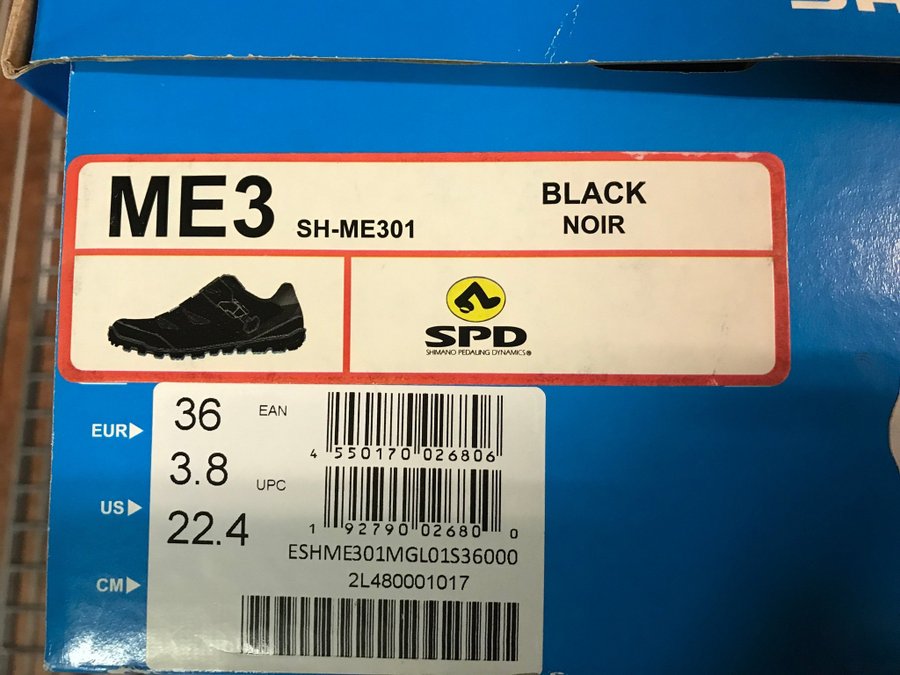 ME3 SH-ME301
BLACK
NOIR
SPD
SHIMANO PEDALING DYNAMICS®
EUR 36 EAN
4 550170 026806
US 3.8 UPC
1 92790 02680 0
CM 22.4
ESHME301MGL01S36000
2L480001017